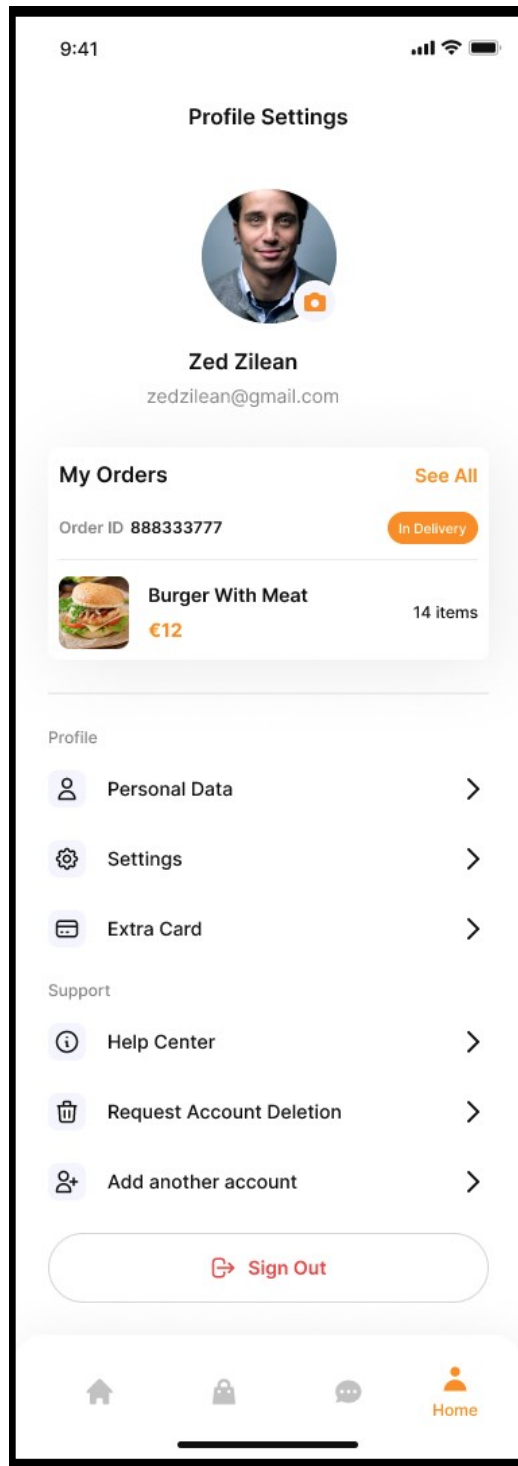 9:41
Profile Settings
Zed Zilean
zedzilean@gmail.com
My Orders
See All
Order ID 888333777
In Delivery
Burger With Meat
€12
14 items
Profile
Personal Data
Settings
Extra Card
Support
Help Center
Request Account Deletion
Add another account
Sign Out
Home